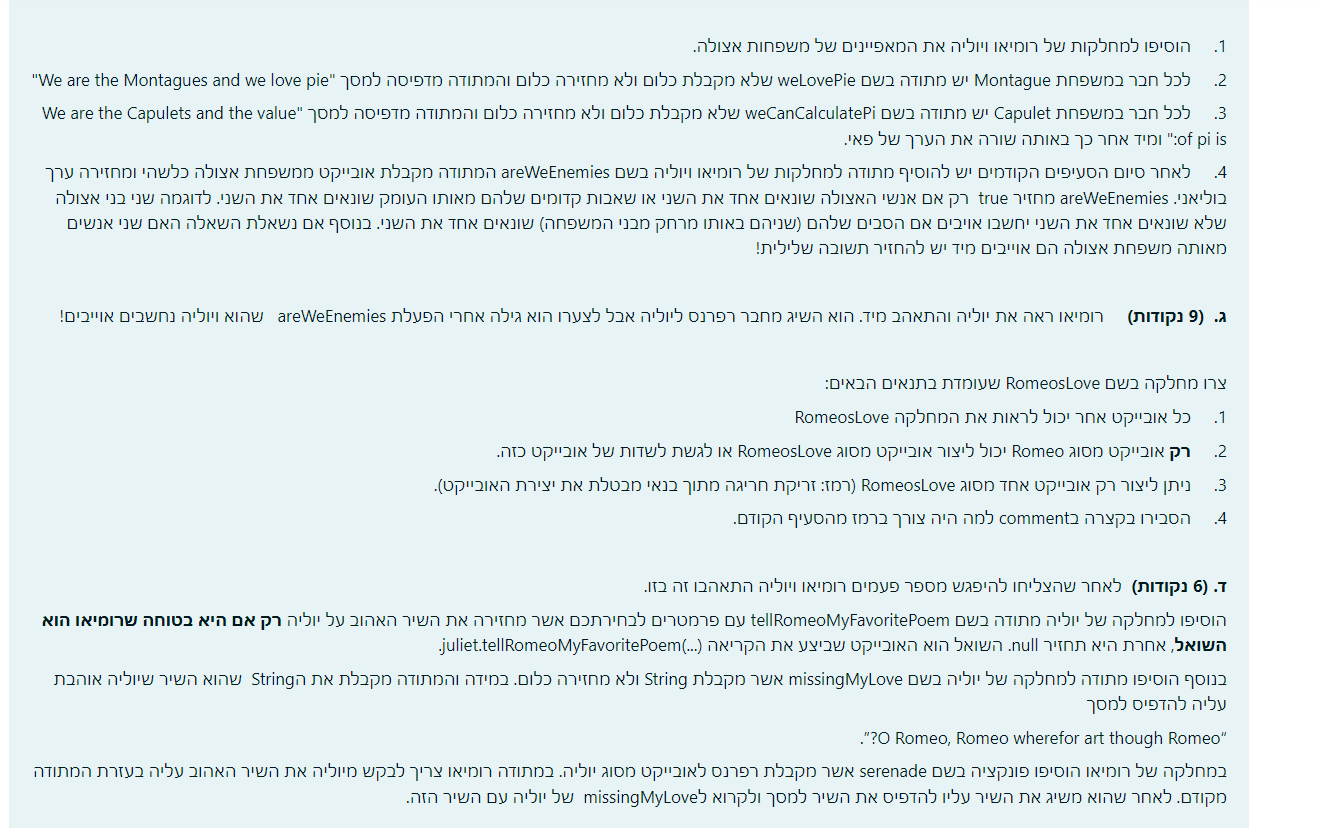 1. הוסיפו למחלקות של רומיאו ויוליה את המאפיינים של משפחות אצולה.
2. לכל חבר במשפחת Montague יש מתודה בשם weLovePie שלא מקבלת כלום ולא מחזירה כלום והמתודה מדפיסה למסך "We are the Montagues and we love pie"
3. לכל חבר במשפחת Capulet יש מתודה בשם weCanCalculatePi שלא מקבלת כלום ולא מחזירה כלום והמתודה מדפיסה למסך "We are the Capulets and the value
of pi is:" ומיד אחר כך באותה שורה את הערך של פאי.
4. לאחר סיום הסעיפים הקודמים יש להוסיף מתודה למחלקות של רומיאו ויוליה בשם areWeEnemies המתודה מקבלת אובייקט ממשפחת אצולה כלשהי ומחזירה ערך
בוליאני. areWeEnemies מחזיר true רק אם אנשי האצולה שונאים אחד את השני או שאבות קדומים שלהם מאותו העומק שונאים אחד את השני. לדוגמה שני בני אצולה
שלא שונאים אחד את השני יחשבו אויבים אם הסבים שלהם (שניהם באותו מרחק מבני המשפחה) שונאים אחד את השני. בנוסף אם נשאלת השאלה האם שני אנשים
מאותה משפחת אצולה הם אוייבים מיד יש להחזיר תשובה שלילית!
ג. (9 נקודות) רומיאו ראה את יוליה והתאהב מיד. הוא השיג מחבר רפרנס ליוליה אבל לצערו הוא גילה אחרי הפעלת areWeEnemies שהוא ויוליה נחשבים אוייבים!
צרו מחלקה בשם RomeosLove שעומדת בתנאים הבאים:
1. כל אובייקט אחר יכול לראות את המחלקה RomeosLove
2. רק אובייקט מסוג Romeo יכול ליצור אובייקט מסוג RomeosLove או לגשת לשדות של אובייקט כזה.
3. ניתן ליצור רק אובייקט אחד מסוג RomeosLove (רמז: זריקת חריגה מתוך בנאי מבטלת את יצירת האובייקט).
4. הסבירו בקצרה בcomment למה היה צורך ברמז מהסעיף הקודם.
ד. (6 נקודות) לאחר שהצליחו להיפגש מספר פעמים רומיאו ויוליה התאהבו זה בזו.
הוסיפו למחלקה של יוליה מתודה בשם tellRomeoMyFavoritePoem עם פרמטרים לבחירתכם אשר מחזירה את השיר האהוב על יוליה רק אם היא בטוחה שרומיאו הוא
השואל, אחרת היא תחזיר null. השואל הוא האובייקט שביצע את הקריאה juliet.tellRomeoMyFavoritePoem(...).
בנוסף הוסיפו מתודה למחלקה של יוליה בשם missingMyLove אשר מקבלת String ולא מחזירה כלום. במידה והמתודה מקבלת את הString שהוא השיר שיוליה אוהבת
עליה להדפיס למסך
“O Romeo, Romeo wherefor art though Romeo?”.
במחלקה של רומיאו הוסיפו פונקציה בשם serenade אשר מקבלת רפרנס לאובייקט מסוג יוליה. במתודה רומיאו צריך לבקש מיוליה את השיר האהוב עליה בעזרת המתודה
מקודם. לאחר שהוא משיג את השיר עליו להדפיס את השיר למסך ולקרוא לmissingMyLove של יוליה עם השיר הזה.